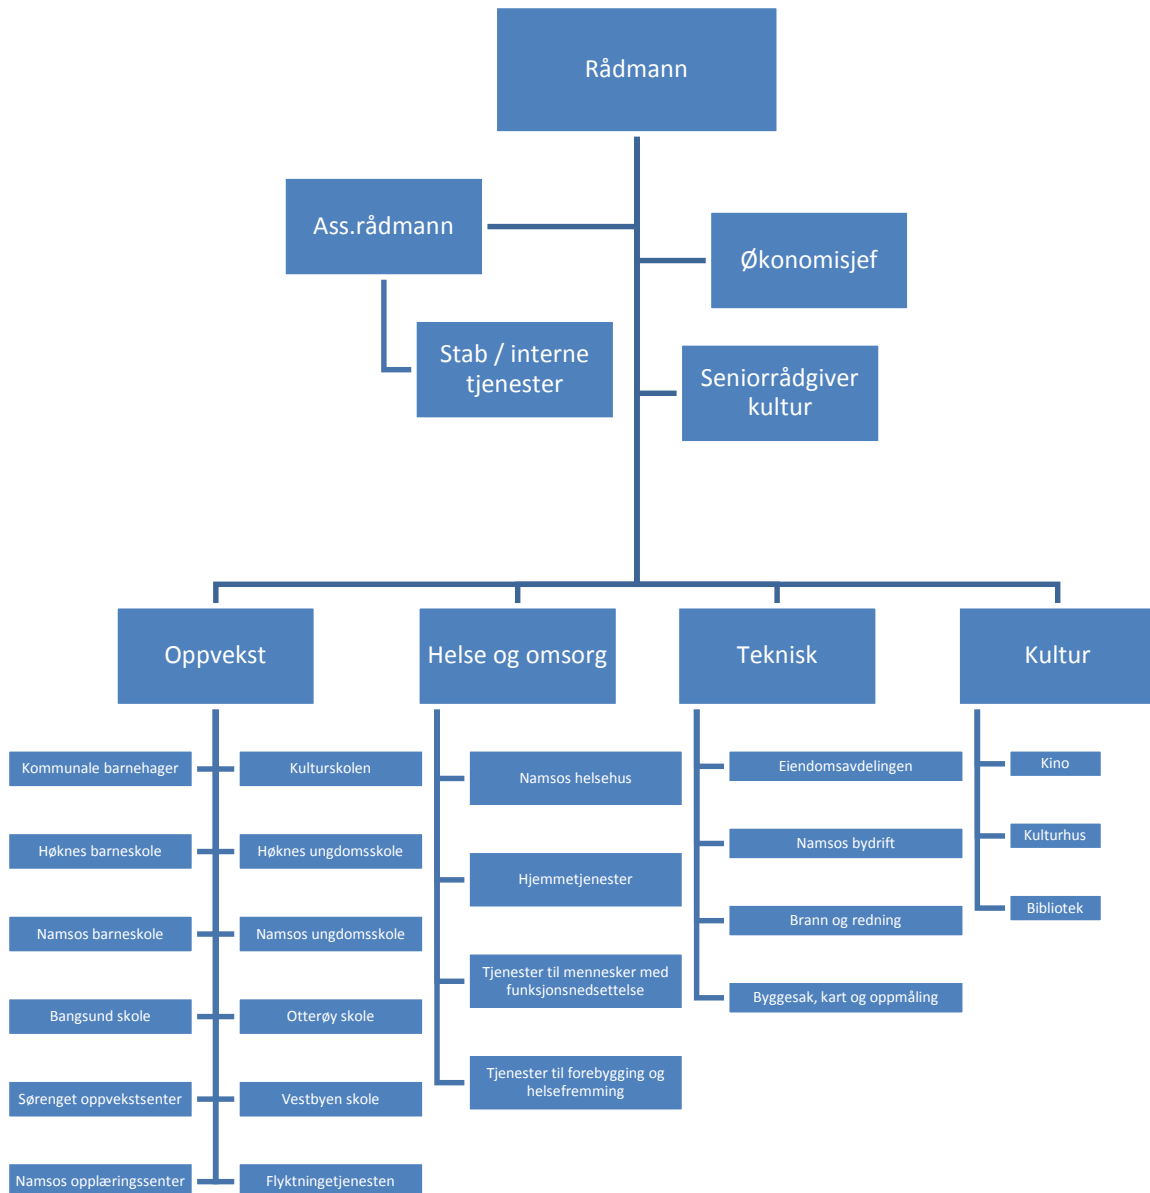 Rådmann
Ass.rådmann
Økonomisjef
Stab / interne
tjenester
Seniorrådgiver
kultur
Oppvekst
Helse og omsorg
Teknisk
Kultur
Kommunale barnehager
Kulturskolen
Høknes barneskole
Høknes ungdomsskole
Namsos barneskole
Namsos ungdomsskole
Bangsund skole
Otterøy skole
Sørenget oppvekstsenter
Vestbyen skole
Namsos opplæringssenter
Flyktningetjenesten
Namsos helsehus
Hjemmetjenester
Tjenester til mennesker med
funksjonsnedsettelse
Tjenester til forebygging og
helsefremming
Eiendomsavdelingen
Namsos bydrift
Brann og redning
Byggesak, kart og oppmåling
Kino
Kulturhus
Bibliotek